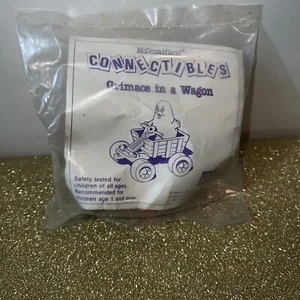 McDonaldland
CONNECTIBLES
Grimace in a Wagon
Safety tested for
children of all ages.
Recommended for
children age 1 and over.